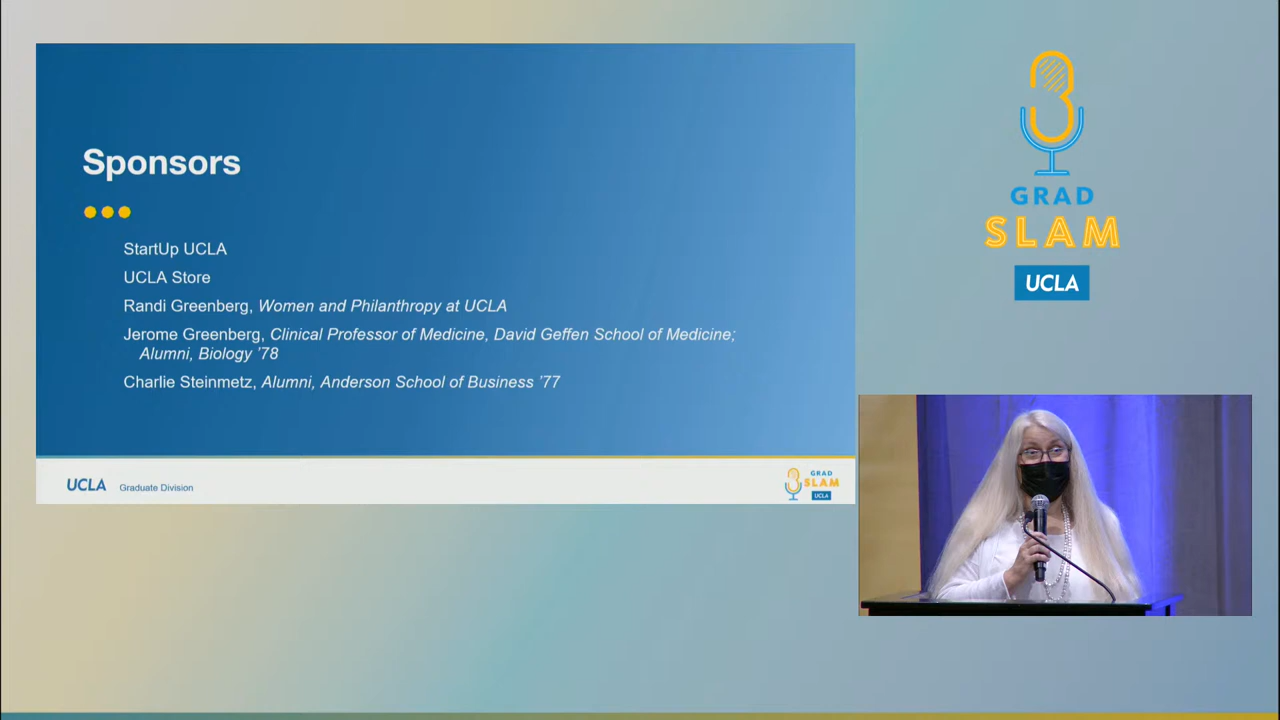 Sponsors
StartUp UCLA
UCLA Store
Randi Greenberg, Women and Philanthropy at UCLA
Jerome Greenberg, Clinical Professor of Medicine, David Geffen School of Medicine;
Alumni, Biology ’78
Charlie Steinmetz, Alumni, Anderson School of Business ’77
UCLA Graduate Division
GRAD
SLAM
UCLA
GRAD
SLAM
UCLA